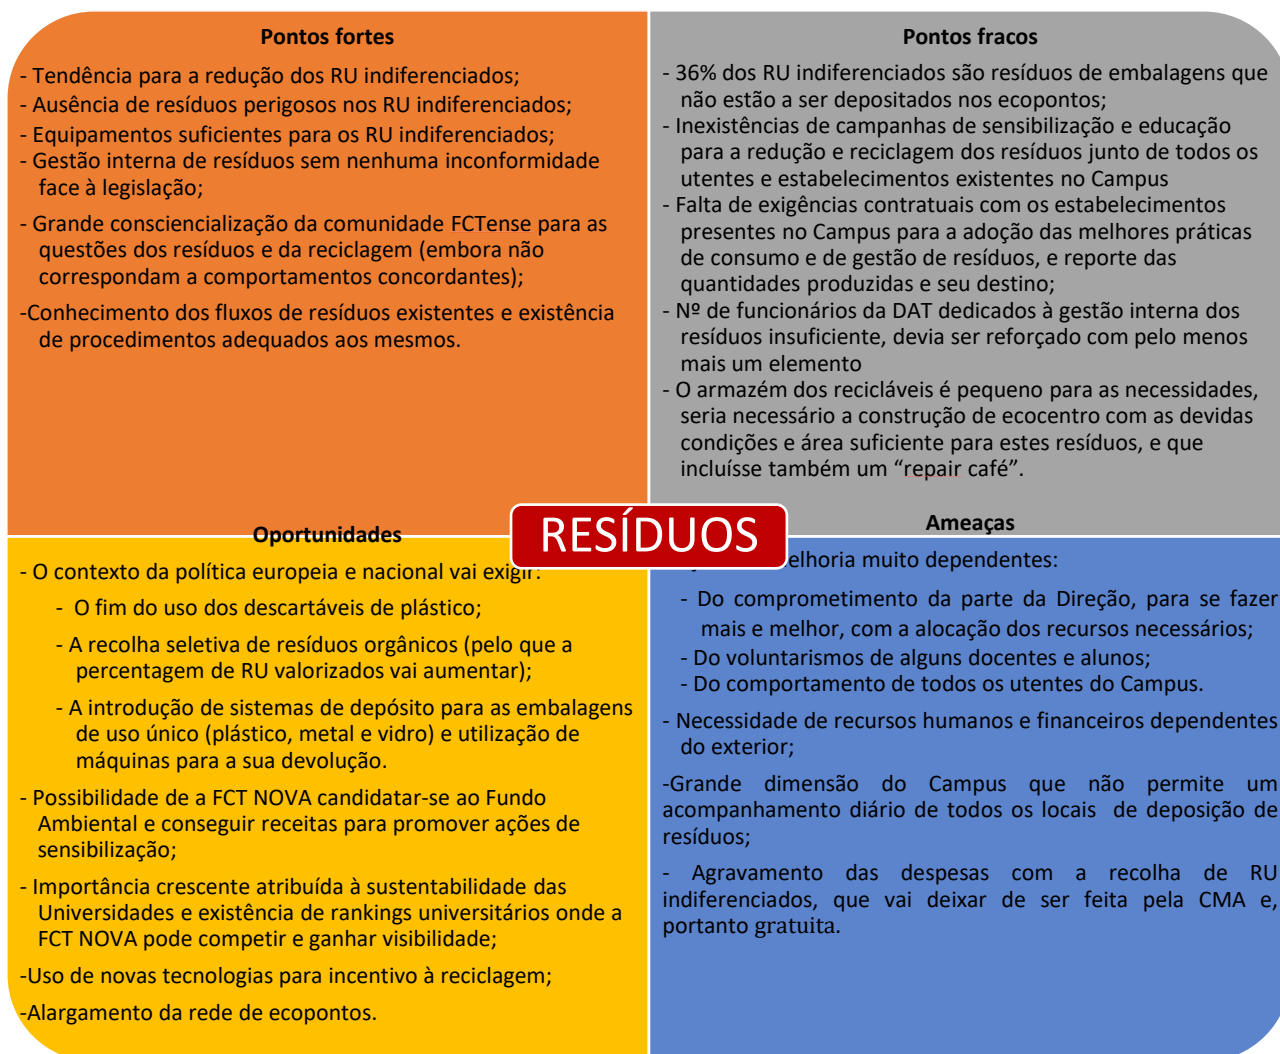 Pontos fortes
- Tendência para a redução dos RU indiferenciados;
- Ausência de resíduos perigosos nos RU indiferenciados;
- Equipamentos suficientes para os RU indiferenciados;
- Gestão interna de resíduos sem nenhuma inconformidade
face à legislação;
- Grande consciencialização da comunidade FCTense para as
questões dos resíduos e da reciclagem (embora não
correspondam a comportamentos concordantes);
-Conhecimento dos fluxos de resíduos existentes e existência
de procedimentos adequados aos mesmos.
Pontos fracos
- 36% dos RU indiferenciados são resíduos de embalagens que
não estão a ser depositados nos ecopontos;
- Inexistências de campanhas de sensibilização e educação
para a redução e reciclagem dos resíduos junto de todos os
utentes e estabelecimentos existentes no Campus
- Falta de exigências contratuais com os estabelecimentos
presentes no Campus para a adoção das melhores práticas
de consumo e de gestão de resíduos, e reporte das
quantidades produzidas e seu destino;
- Nº de funcionários da DAT dedicados à gestão interna dos
resíduos insuficiente, devia ser reforçado com pelo menos
mais um elemento
- O armazém dos recicláveis é pequeno para as necessidades,
seria necessário a construção de ecocentro com as devidas
condições e área suficiente para estes resíduos, e que
incluísse também um “repair café”.
RESÍDUOS
Oportunidades
- O contexto da política europeia e nacional vai exigir:
- O fim do uso dos descartáveis de plástico;
- A recolha seletiva de resíduos orgânicos (pelo que a
percentagem de RU valorizados vai aumentar);
- A introdução de sistemas de depósito para as embalagens
de uso único (plástico, metal e vidro) e utilização de
máquinas para a sua devolução.
- Possibilidade de a FCT NOVA candidatar-se ao Fundo
Ambiental e conseguir receitas para promover ações de
sensibilização;
- Importância crescente atribuída à sustentabilidade das
Universidades e existência de rankings universitários onde a
FCT NOVA pode competir e ganhar visibilidade;
-Uso de novas tecnologias para incentivo à reciclagem;
-Alargamento da rede de ecopontos.
Ameaças
melhoria muito dependentes:
- Do comprometimento da parte da Direção, para se fazer
mais e melhor, com a alocação dos recursos necessários;
- Do voluntarismos de alguns docentes e alunos;
- Do comportamento de todos os utentes do Campus.
- Necessidade de recursos humanos e financeiros dependentes
do exterior;
-Grande dimensão do Campus que não permite um
acompanhamento diário de todos os locais de deposição de
resíduos;
- Agravamento das despesas com a recolha de RU
indiferenciados, que vai deixar de ser feita pela CMA e,
portanto gratuita.